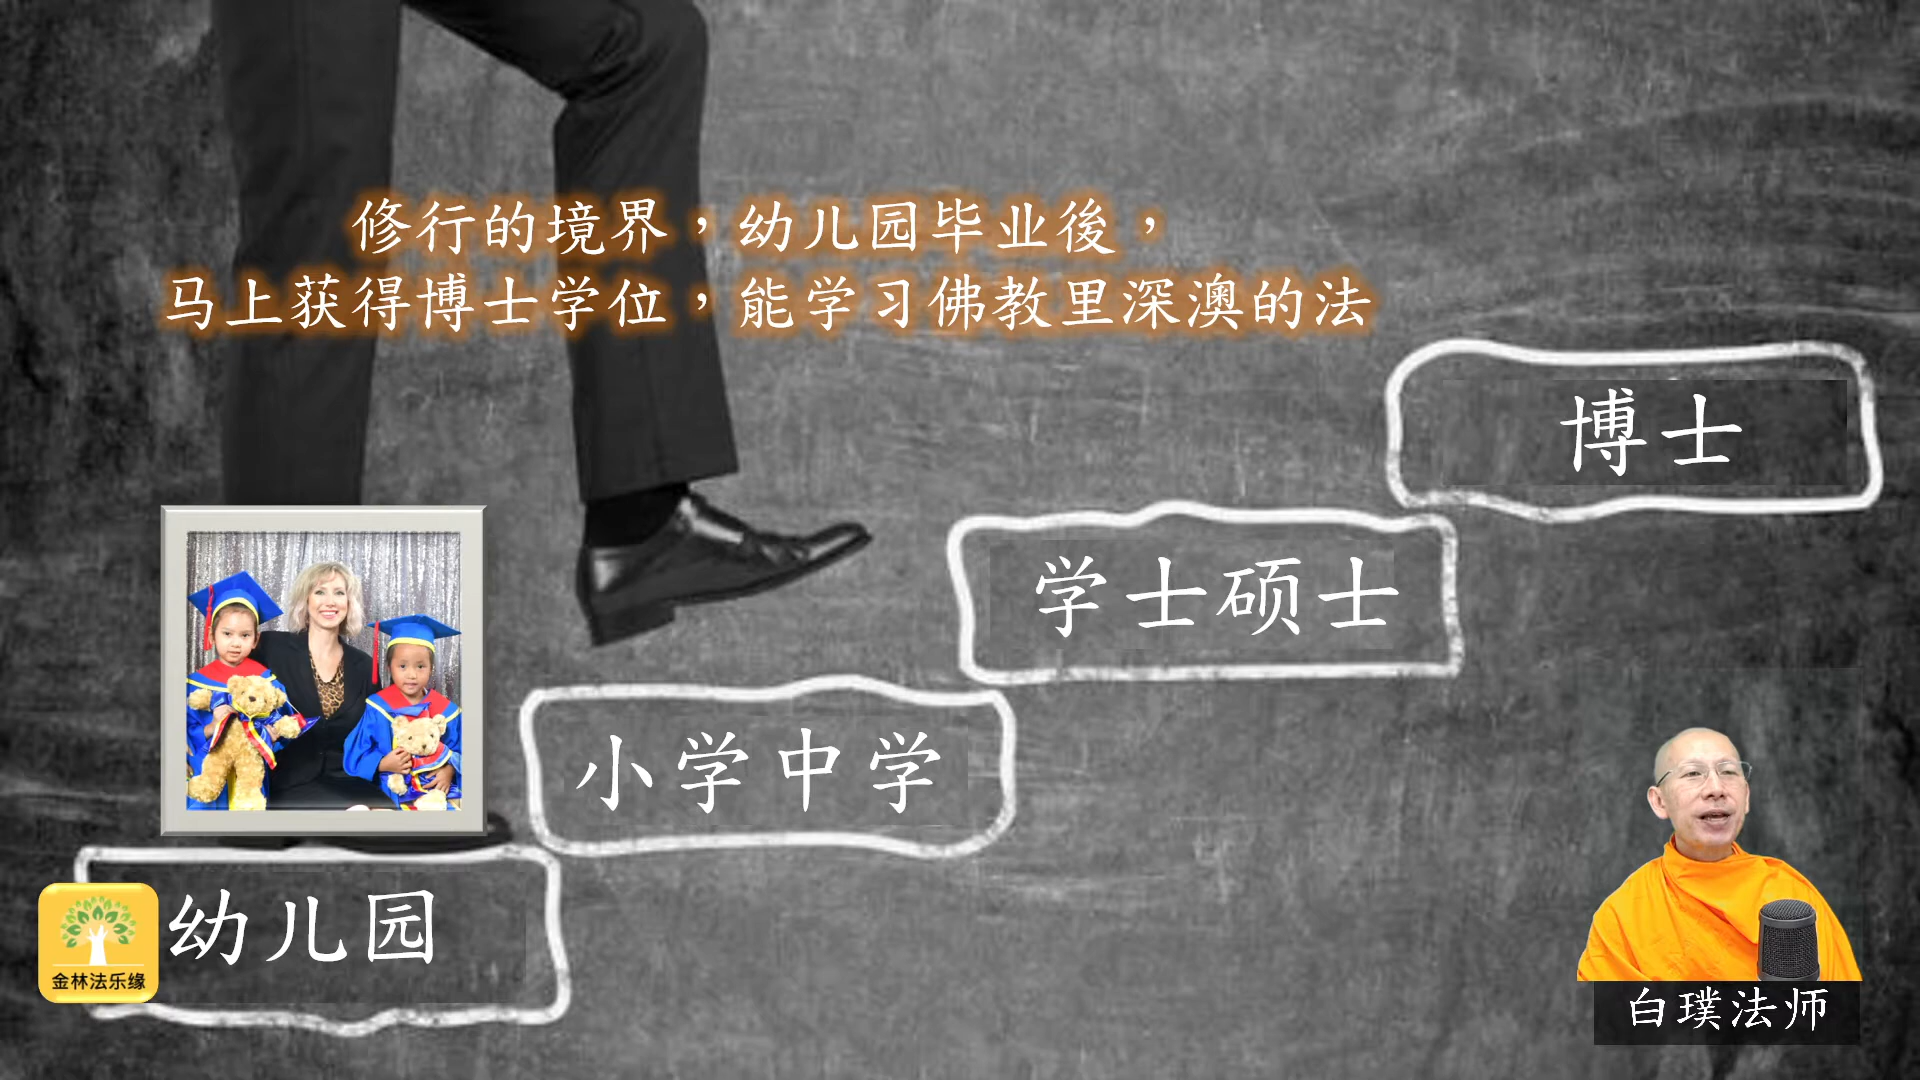 修行的境界，幼儿园毕业後，
马上获得博士学位，能学习佛教里深澳的法
博士
学士硕士
小学中学
幼儿园
金林法乐缘
白璞法师